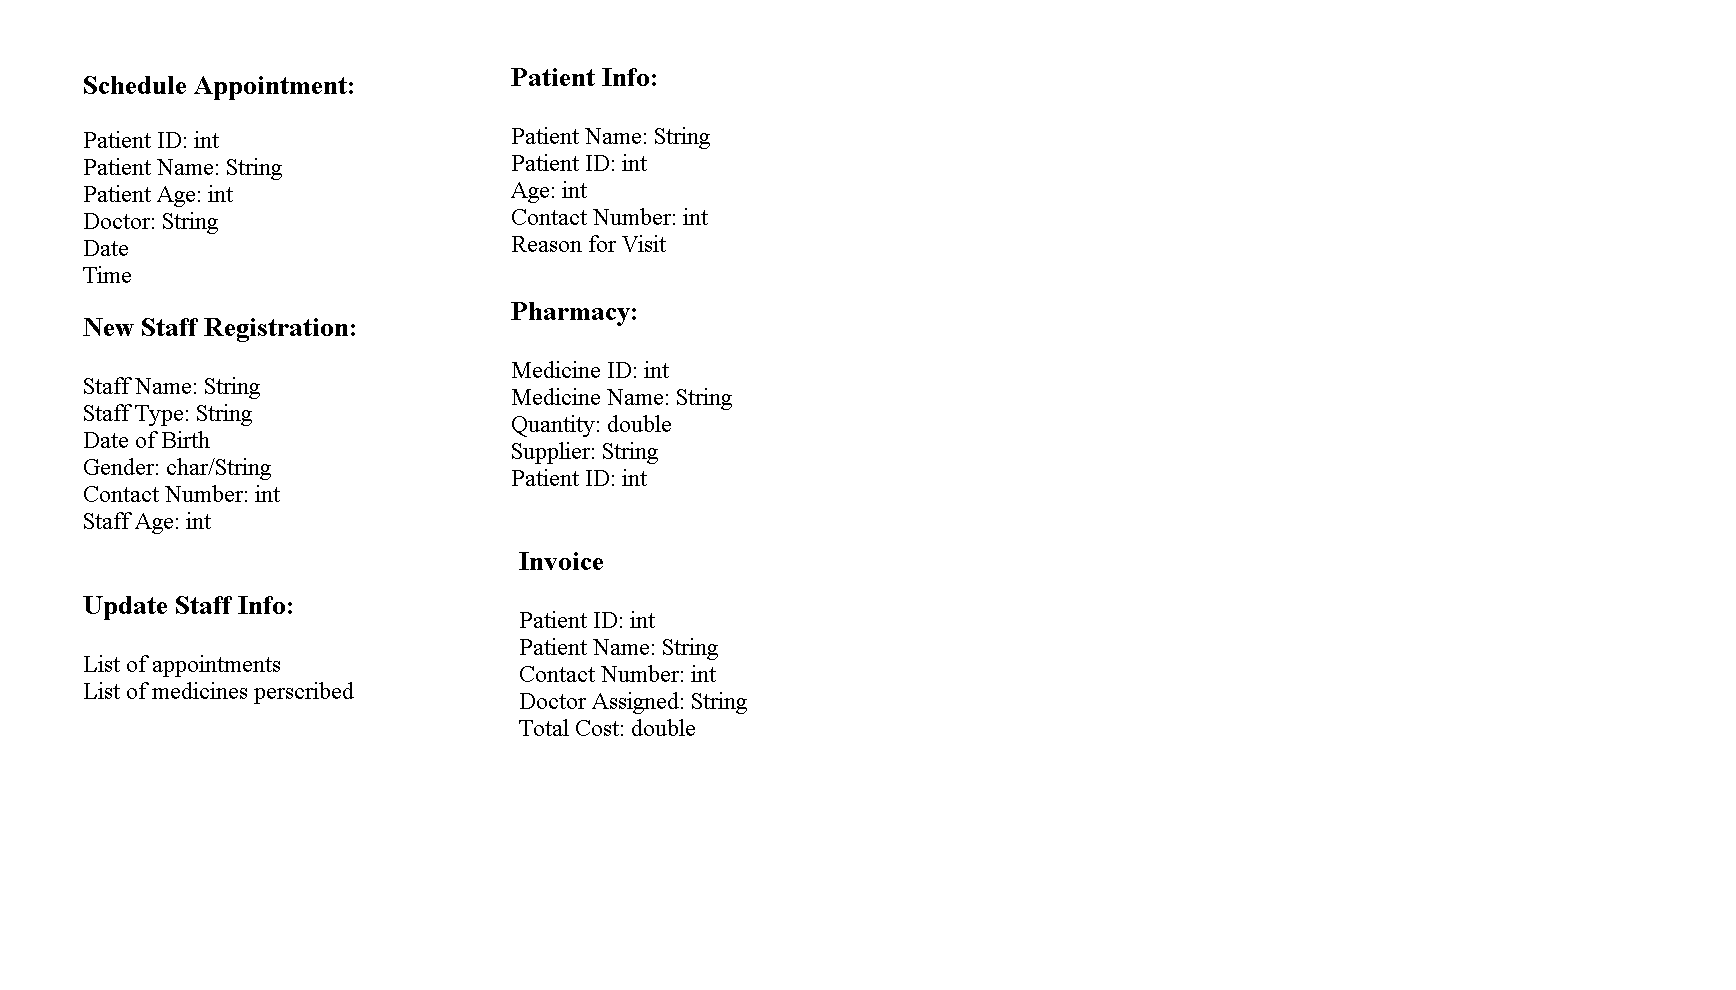 Schedule Appointment:
Patient ID: int
Patient Name: String
Patient Age: int
Doctor: String
Date
Time
New Staff Registration:
Staff Name: String
Staff Type: String
Date of Birth
Gender: char/String
Contact Number: int
Staff Age: int
Update Staff Info:
List of appointments
List of medicines perscribed
Patient Info:
Patient Name: String
Patient ID: int
Age: int
Contact Number: int
Reason for Visit
Pharmacy:
Medicine ID: int
Medicine Name: String
Quantity: double
Supplier: String
Patient ID: int
Invoice
Patient ID: int
Patient Name: String
Contact Number: int
Doctor Assigned: String
Total Cost: double